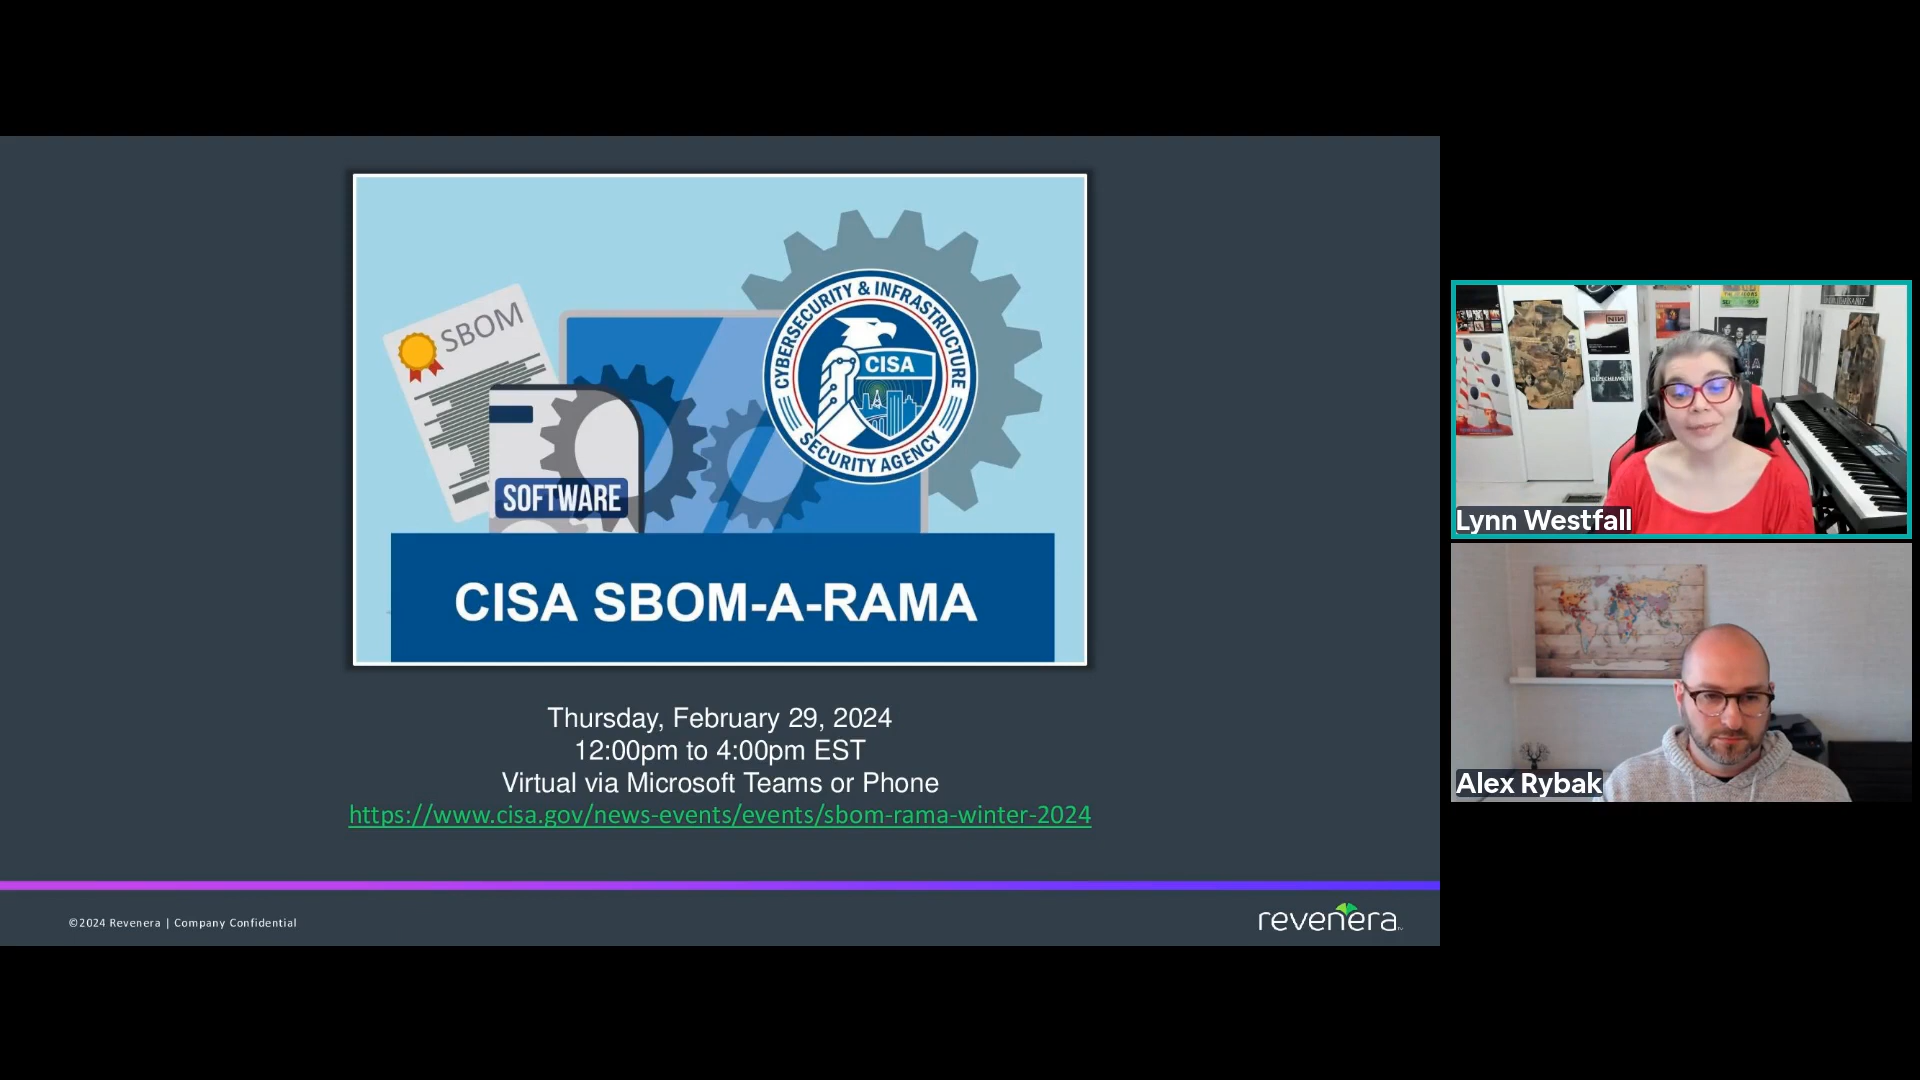 SBOM
SOFTWARE
CYBERSECURITY & INFRASTRUCTURE
CISA
SECURITY AGENCY
CISA SBOM-A-RAMA
Thursday, February 29, 2024
12:00pm to 4:00pm EST
Virtual via Microsoft Teams or Phone
https://www.cisa.gov/news-events/events/sbom-rama-winter-2024
©2024 Revenera | Company Confidential
revenera
Lynn Westfall
Alex Rybak